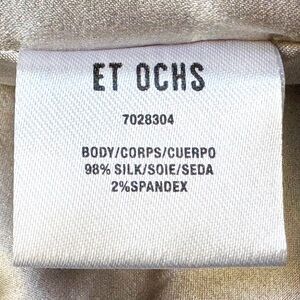 ET OCHS
7028304
BODY/CORPS/CUERPO
98% SILK/SOIE/SEDA
2%SPANDEX